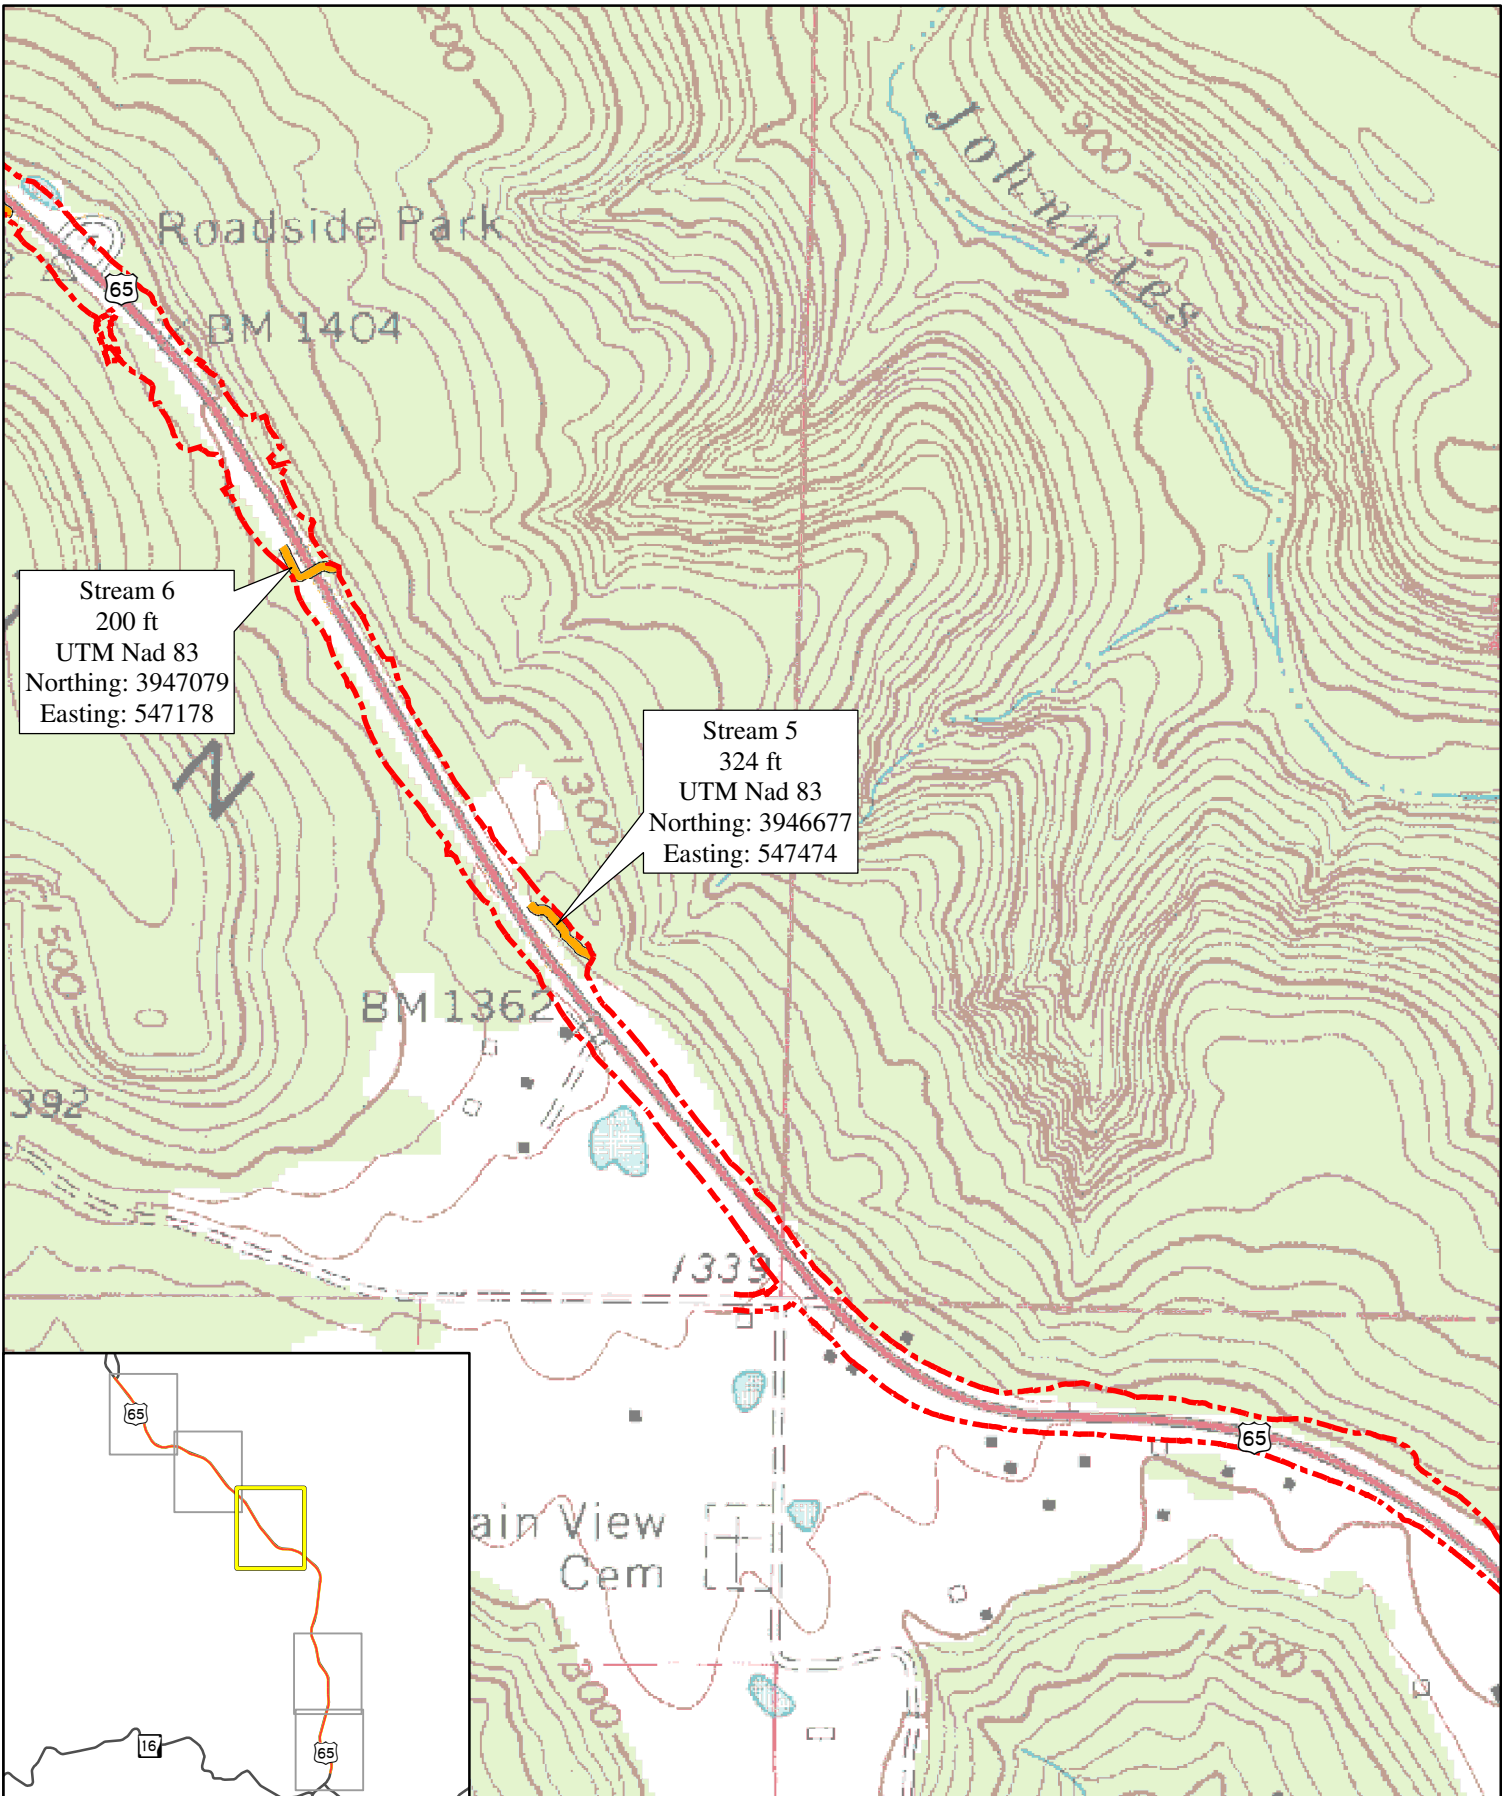 200
Johnnies
900
Roadside Park
65
BM 1404
Stream 6
200 ft
UTM Nad 83
Northing: 3947079
Easting: 547178
N
1300
Stream 5
324 ft
UTM Nad 83
Northing: 3946677
Easting: 547474
1500
BM 1362
392
1339
65
ain View
Cem
1200
1300
65
16
65